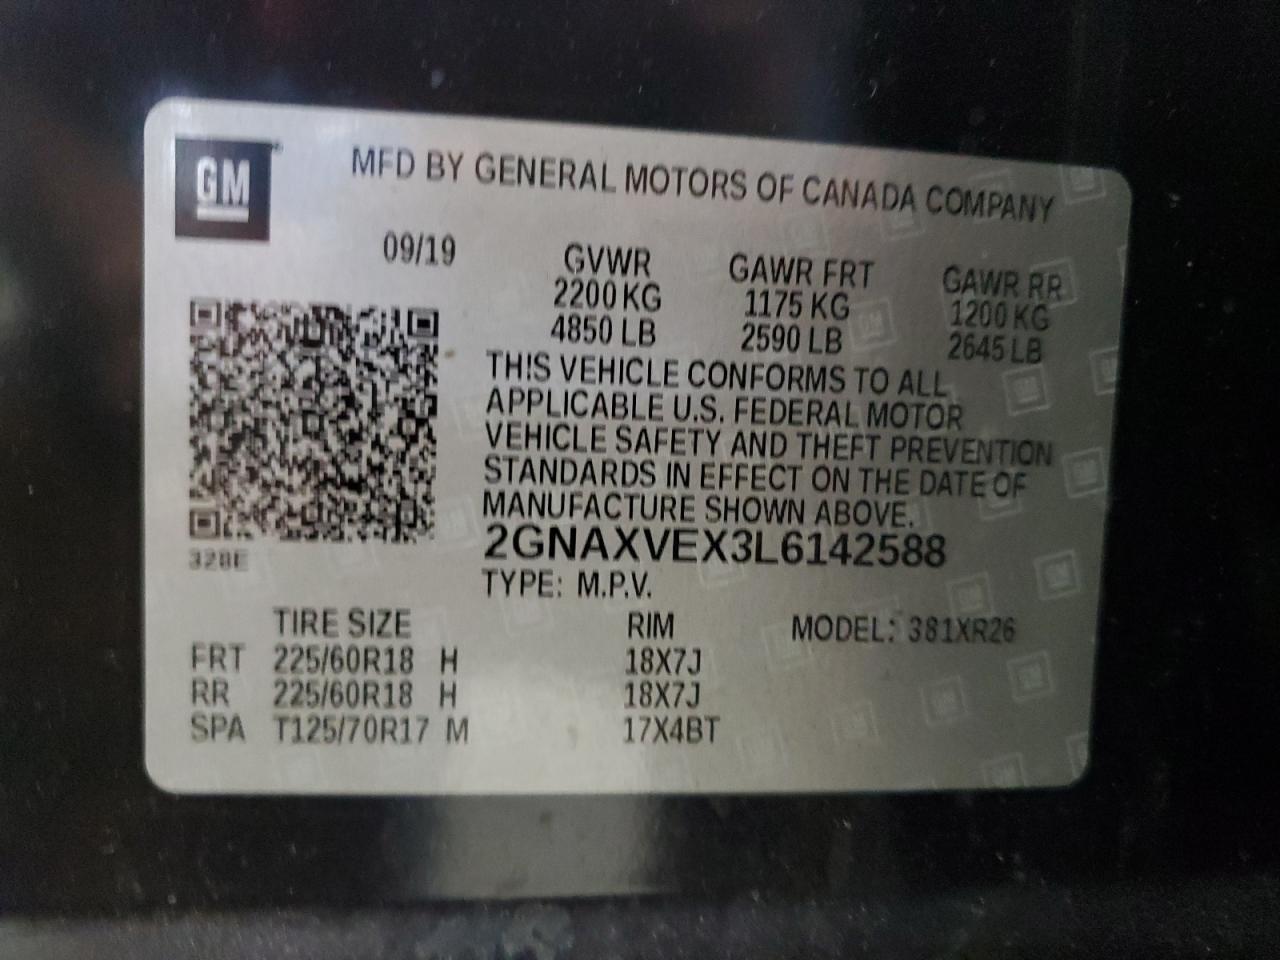 GM
MFD BY GENERAL MOTORS OF CANADA COMPANY
09/19
GVWR GAWR FRT GAWR RR
2200 KG 1175 KG 1200 KG
4850 LB 2590 LB 2645 LB
THIS VEHICLE CONFORMS TO ALL
APPLICABLE U.S. FEDERAL MOTOR
VEHICLE SAFETY AND THEFT PREVENTION
STANDARDS IN EFFECT ON THE DATE OF
MANUFACTURE SHOWN ABOVE.
2GNAXVEX3L6142588
328E
TYPE: M.P.V.
TIRE SIZE RIM MODEL: 381XR26
FRT 225/60R18 H 18X7J
RR 225/60R18 H 18X7J
SPA T125/70R17 M 17X4BT